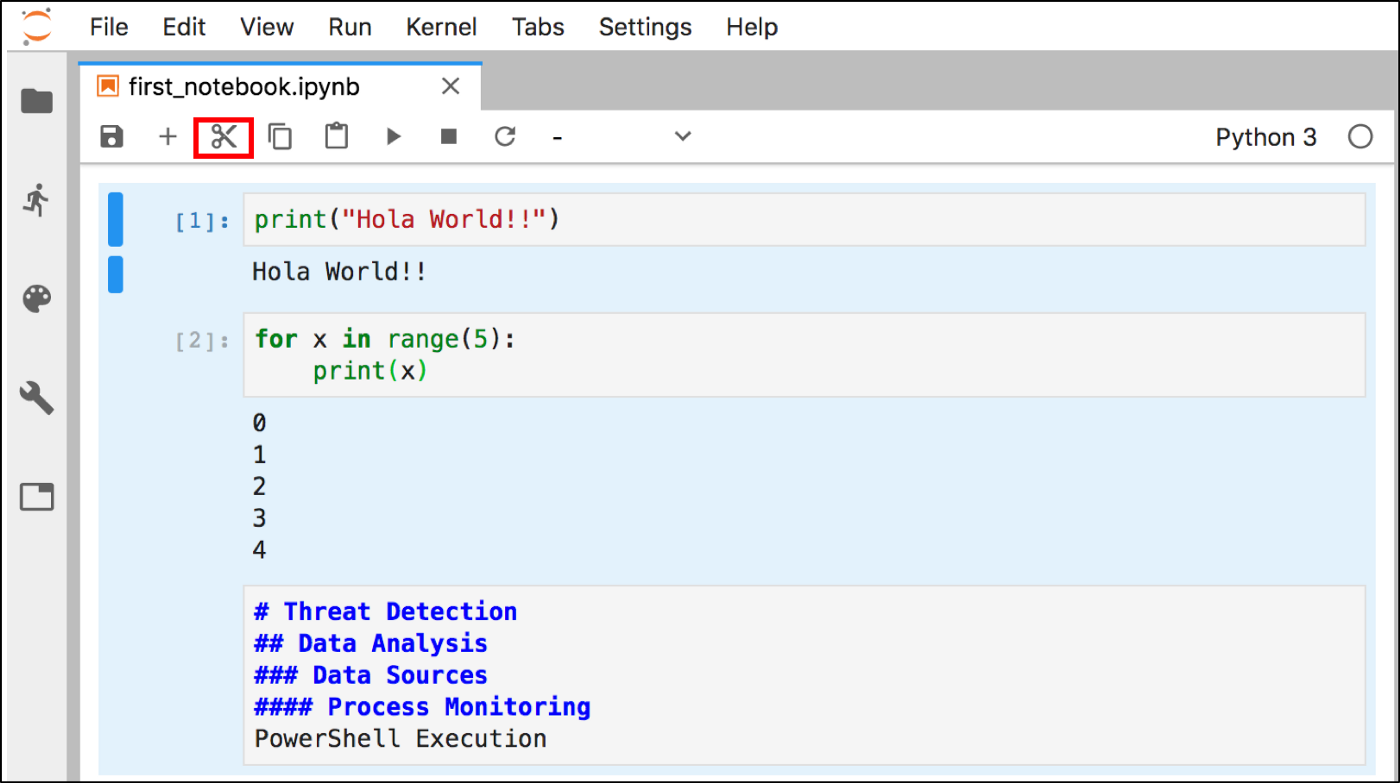 File Edit View Run Kernel Tabs Settings Help
first_notebook.ipynb
- Python 3
[1]: print("Hola World!!")
Hola World!!
[2]: for x in range(5):
    print(x)
0
1
2
3
4
# Threat Detection
## Data Analysis
### Data Sources
#### Process Monitoring
PowerShell Execution